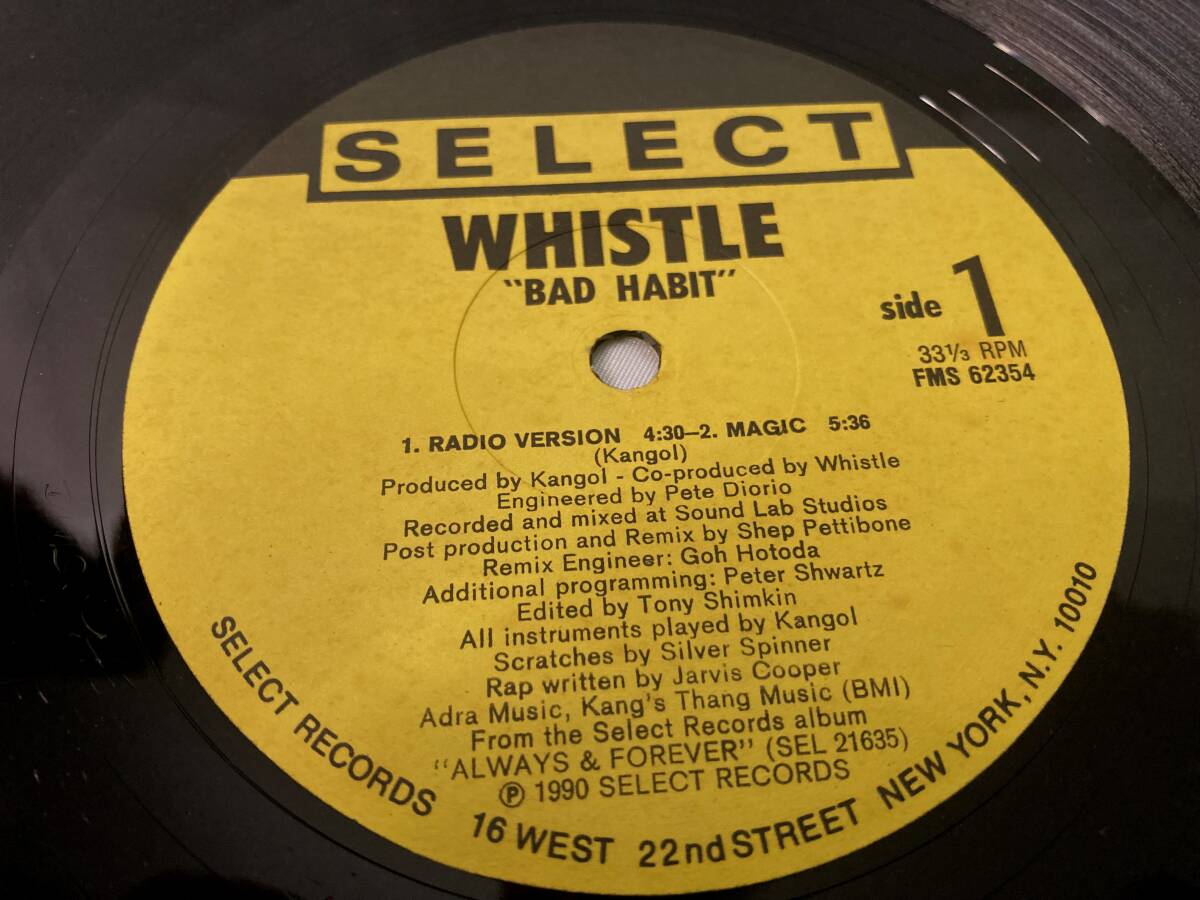 SELECT
WHISTLE
"BAD HABIT"
side 1
33⅓ RPM
FMS 62354
1. RADIO VERSION 4:30–2. MAGIC 5:36
(Kangol)
Produced by Kangol - Co-produced by Whistle
Engineered by Pete Diorio
Recorded and mixed at Sound Lab Studios
Post production and Remix by Shep Pettibone
Remix Engineer: Goh Hotoda
Additional programming: Peter Shwartz
Edited by Tony Shimkin
All instruments played by Kangol
Scratches by Silver Spinner
Rap written by Jarvis Cooper
Adra Music, Kang's Thang Music (BMI)
From the Select Records album
"ALWAYS & FOREVER" (SEL 21635)
℗ 1990 SELECT RECORDS
SELECT RECORDS 16 WEST 22nd STREET NEW YORK, N.Y. 10010